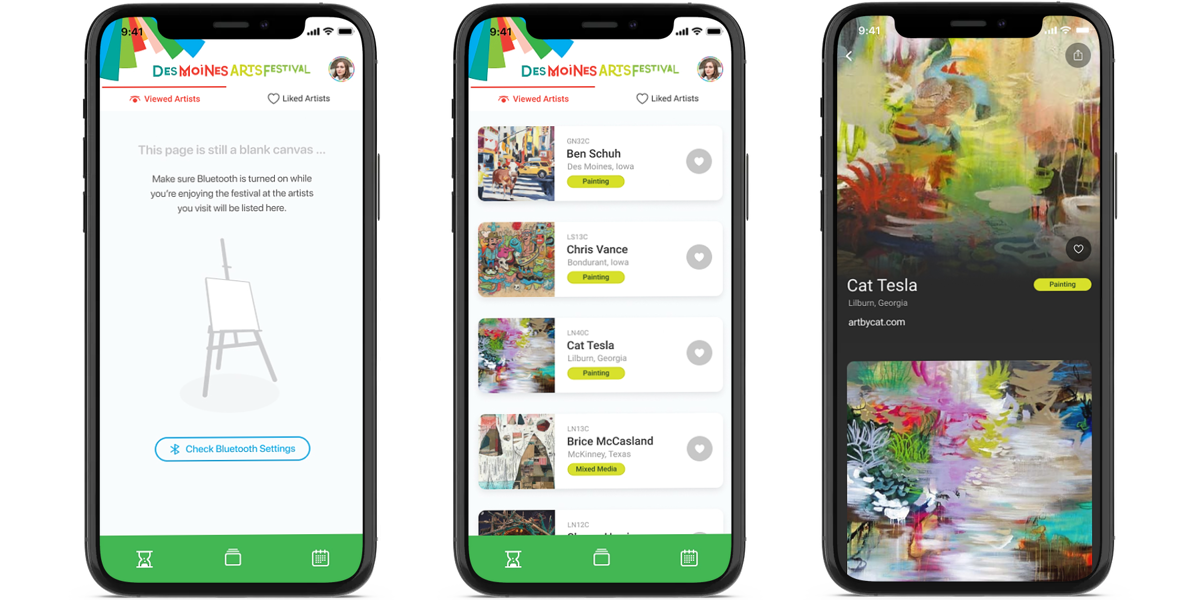 9:41
DES MOINES ARTS FESTIVAL
Viewed Artists
Liked Artists
This page is still a blank canvas ...
Make sure Bluetooth is turned on while
you're enjoying the festival at the artists
you visit will be listed here.
Check Bluetooth Settings
9:41
DES MOINES ARTS FESTIVAL
Viewed Artists
Liked Artists
GN32C
Ben Schuh
Des Moines, Iowa
Painting
LS13C
Chris Vance
Bondurant, Iowa
Painting
LN40C
Cat Tesla
Lilburn, Georgia
Painting
LN13C
Brice McCasland
McKinney, Texas
Mixed Media
LN12C
9:41
Cat Tesla
Painting
Lilburn, Georgia
artbycat.com